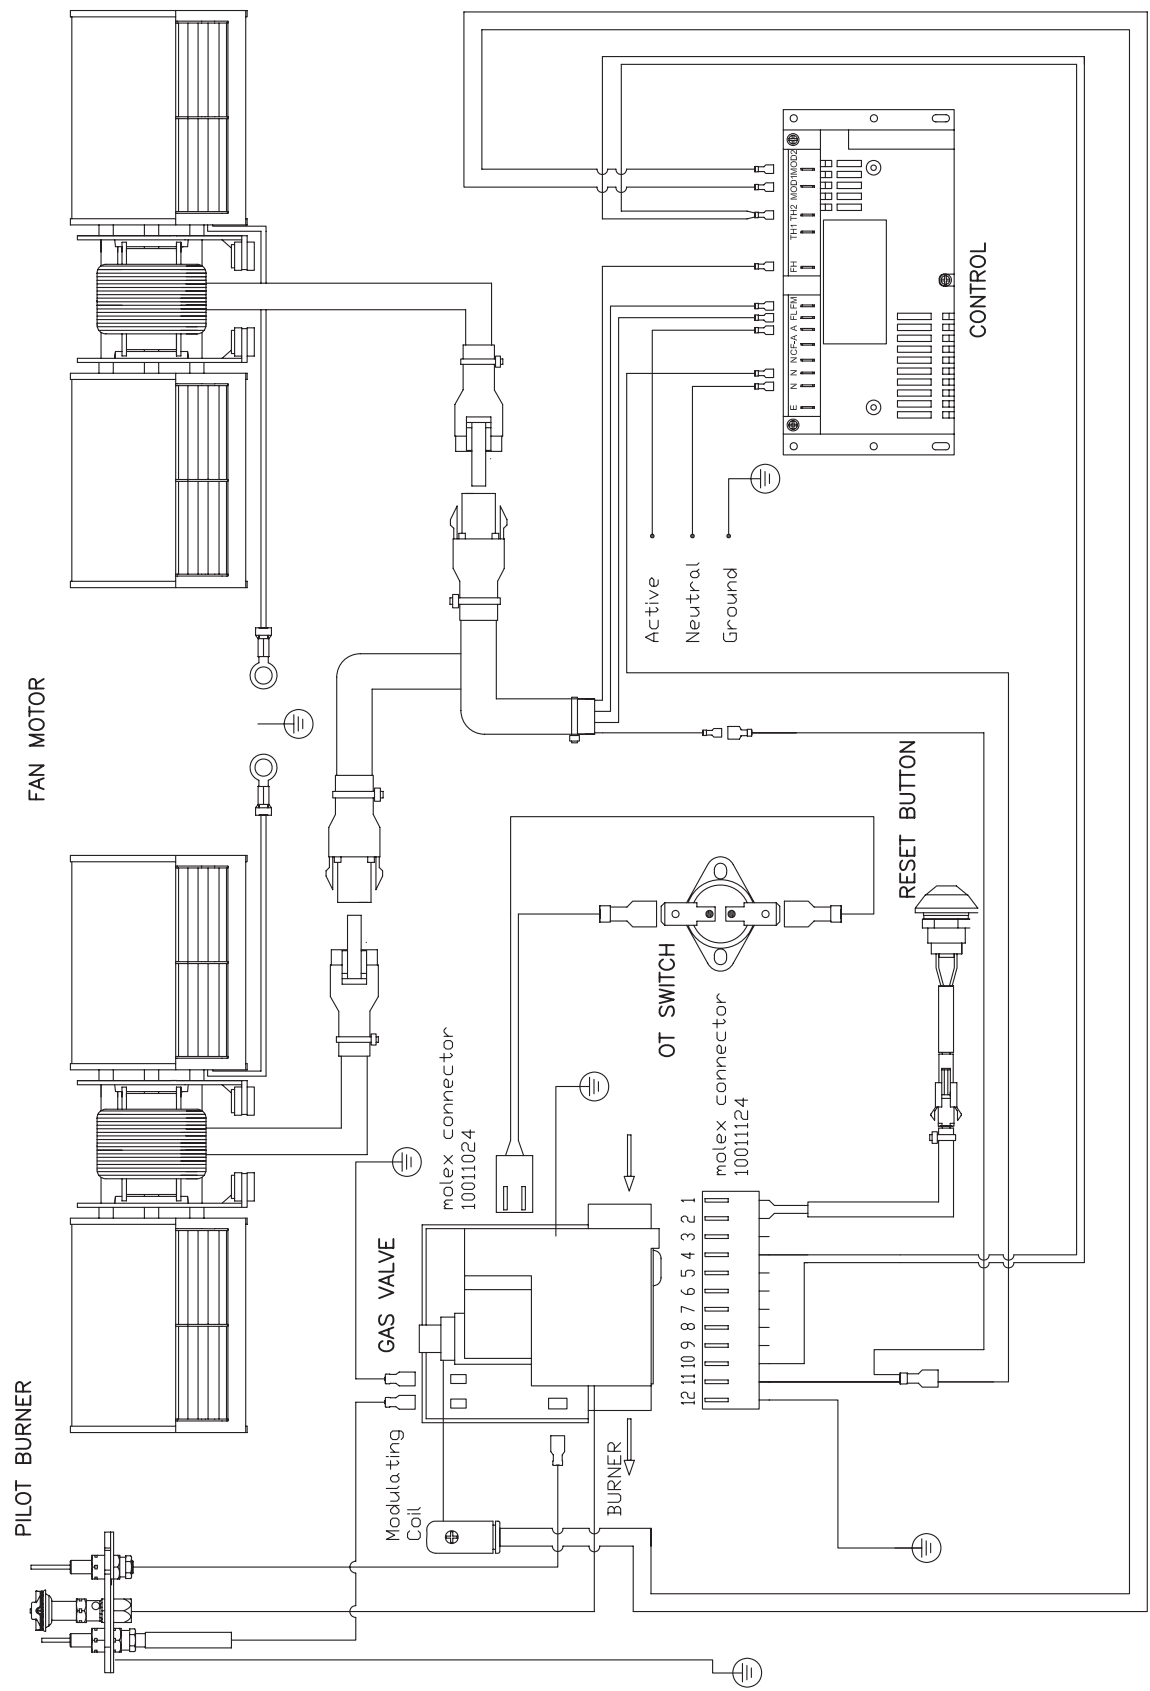 PILOT BURNER
FAN MOTOR
Modulating
Coil
GAS VALVE
molex connector
10011024
BURNER
OT SWITCH
molex connector
10011124
12 11 10 9 8 7 6 5 4 3 2 1
RESET BUTTON
Active
Neutral
Ground
E N N NCF-A A FL FM FH TH1 TH2 MOD1 MOD2
CONTROL